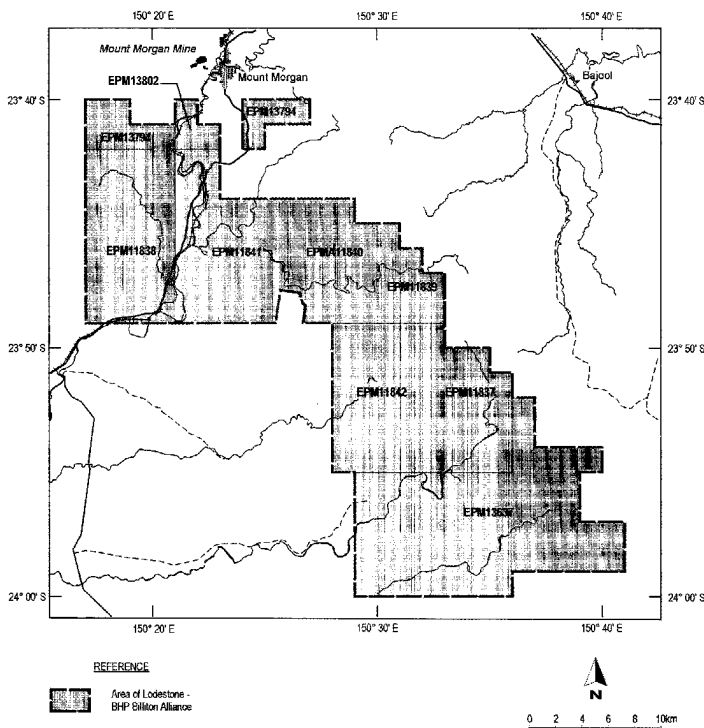 150° 20' E
150° 30' E
150° 40' E
Mount Morgan Mine
Mount Morgan
Bajool
EPM13802
23° 40' S
23° 40' S
EPM13794
EPM13794
EPM11838
EPM11841
EPMA11840
EPM11839
23° 50' S
23° 50' S
EPM11842
EPM11837
24° 00' S
24° 00' S
150° 20' E
150° 30' E
150° 40' E
REFERENCE
Area of Lodestone -
BHP Billiton Alliance
N
0 2 4 6 8 10km